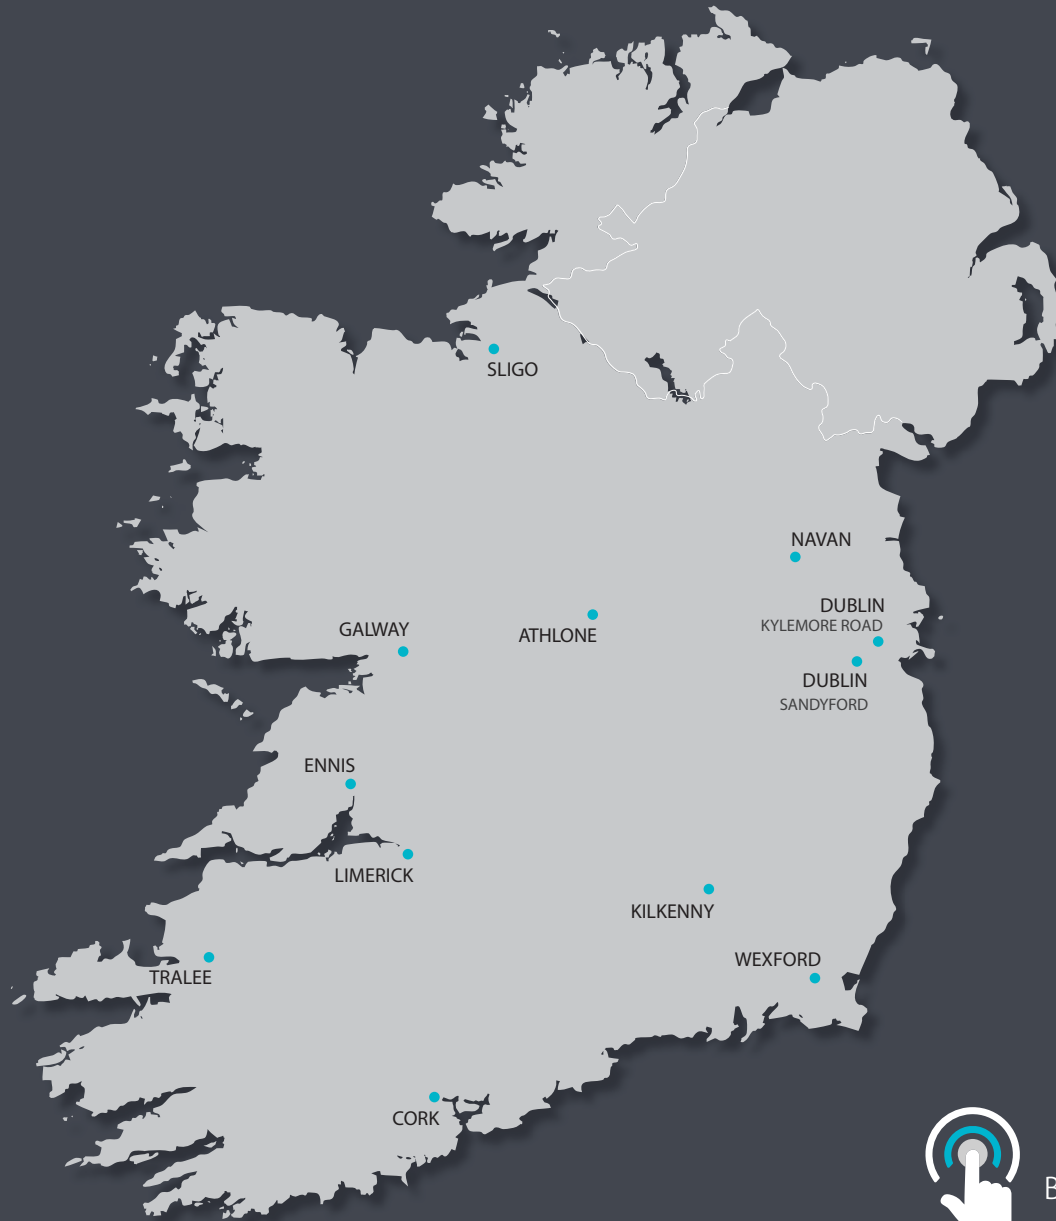 SLIGO
NAVAN
DUBLIN
KYLEMORE ROAD
GALWAY
ATHLONE
DUBLIN
SANDYFORD
ENNIS
LIMERICK
KILKENNY
WEXFORD
TRALEE
CORK
B